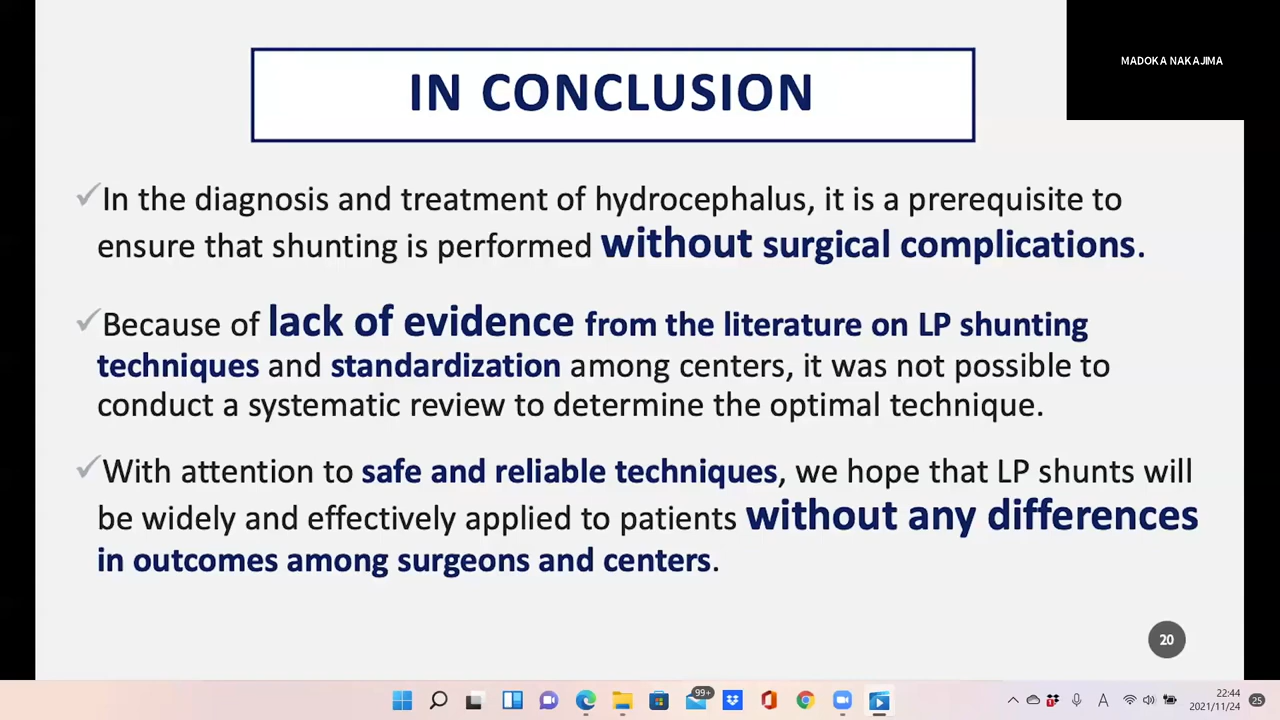 MADOKA NAKAJIMA
IN CONCLUSION
✓In the diagnosis and treatment of hydrocephalus, it is a prerequisite to
ensure that shunting is performed without surgical complications.
✓Because of lack of evidence from the literature on LP shunting
techniques and standardization among centers, it was not possible to
conduct a systematic review to determine the optimal technique.
✓With attention to safe and reliable techniques, we hope that LP shunts will
be widely and effectively applied to patients without any differences
in outcomes among surgeons and centers.
20
99+
A
22:44
2021/11/24
25